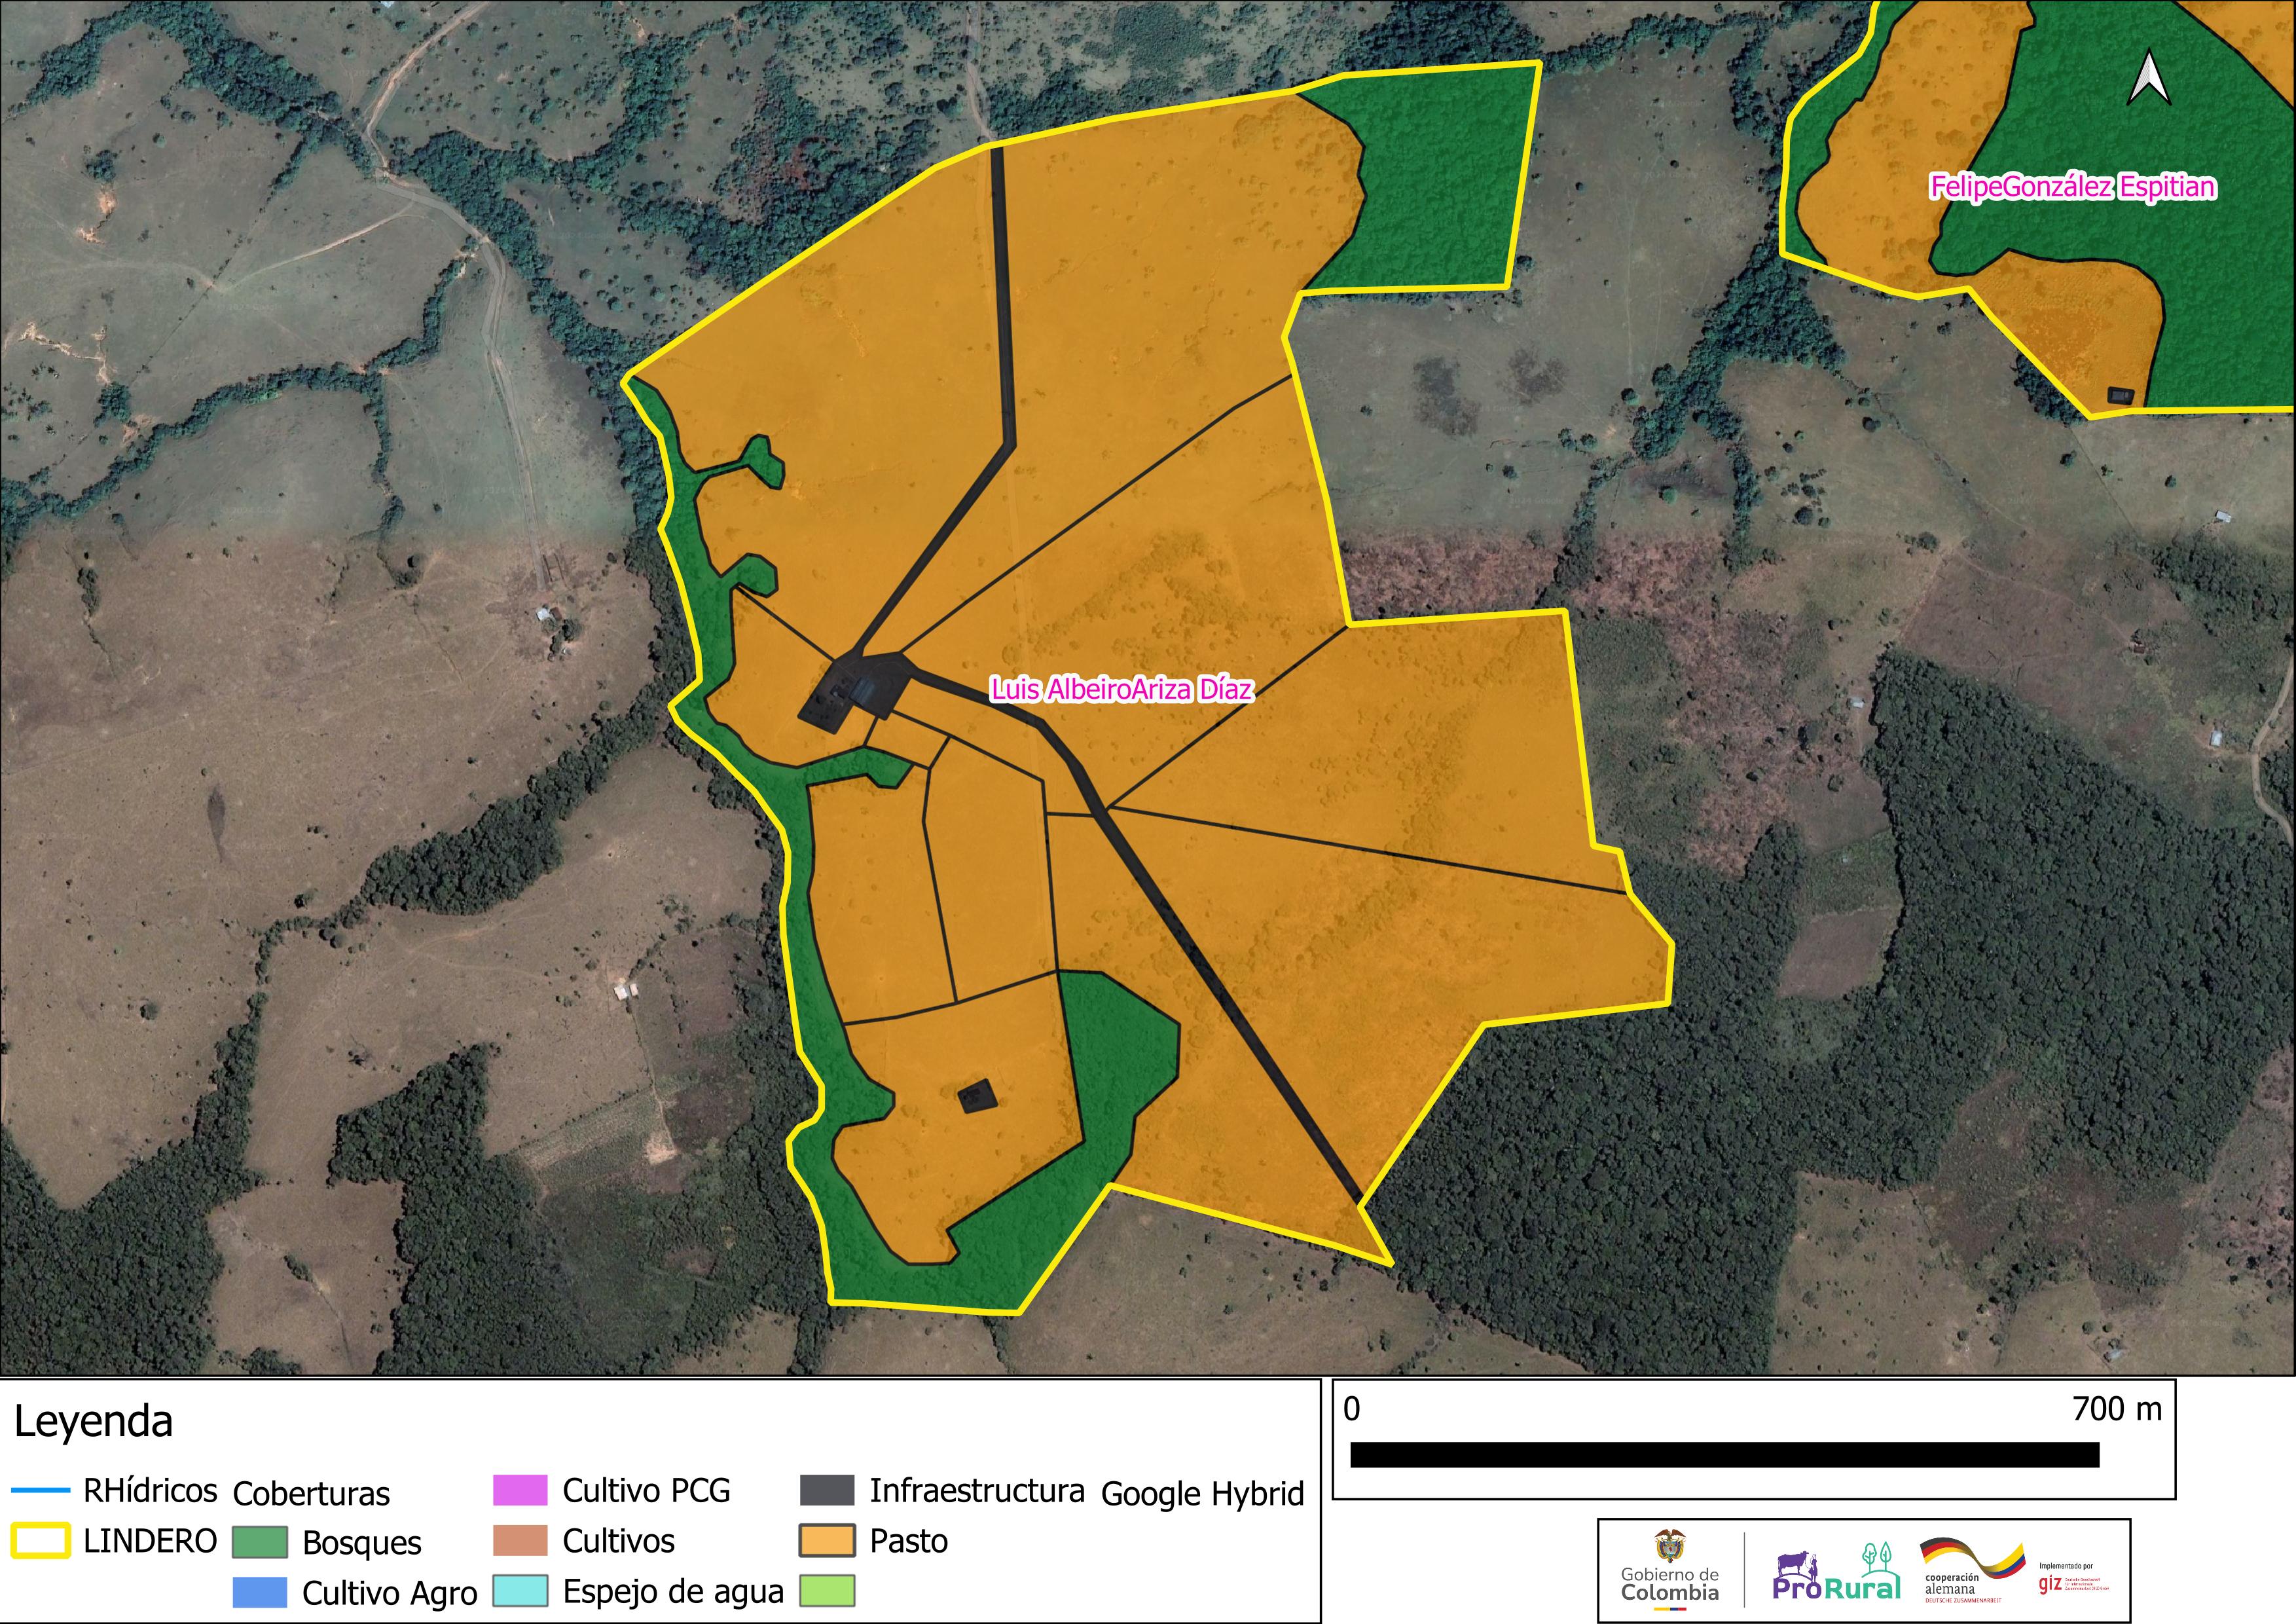 FelipeGonzález Espitian
Luis AlbeiroAriza Díaz
Leyenda
RHídricos
LINDERO
Coberturas
Bosques
Cultivo Agro
Cultivo PCG
Cultivos
Espejo de agua
Infraestructura
Pasto
Google Hybrid
0 700 m
Gobierno de
Colombia
ProRural
cooperación
alemana
DEUTSCHE ZUSAMMENARBEIT
Implementado por
giz